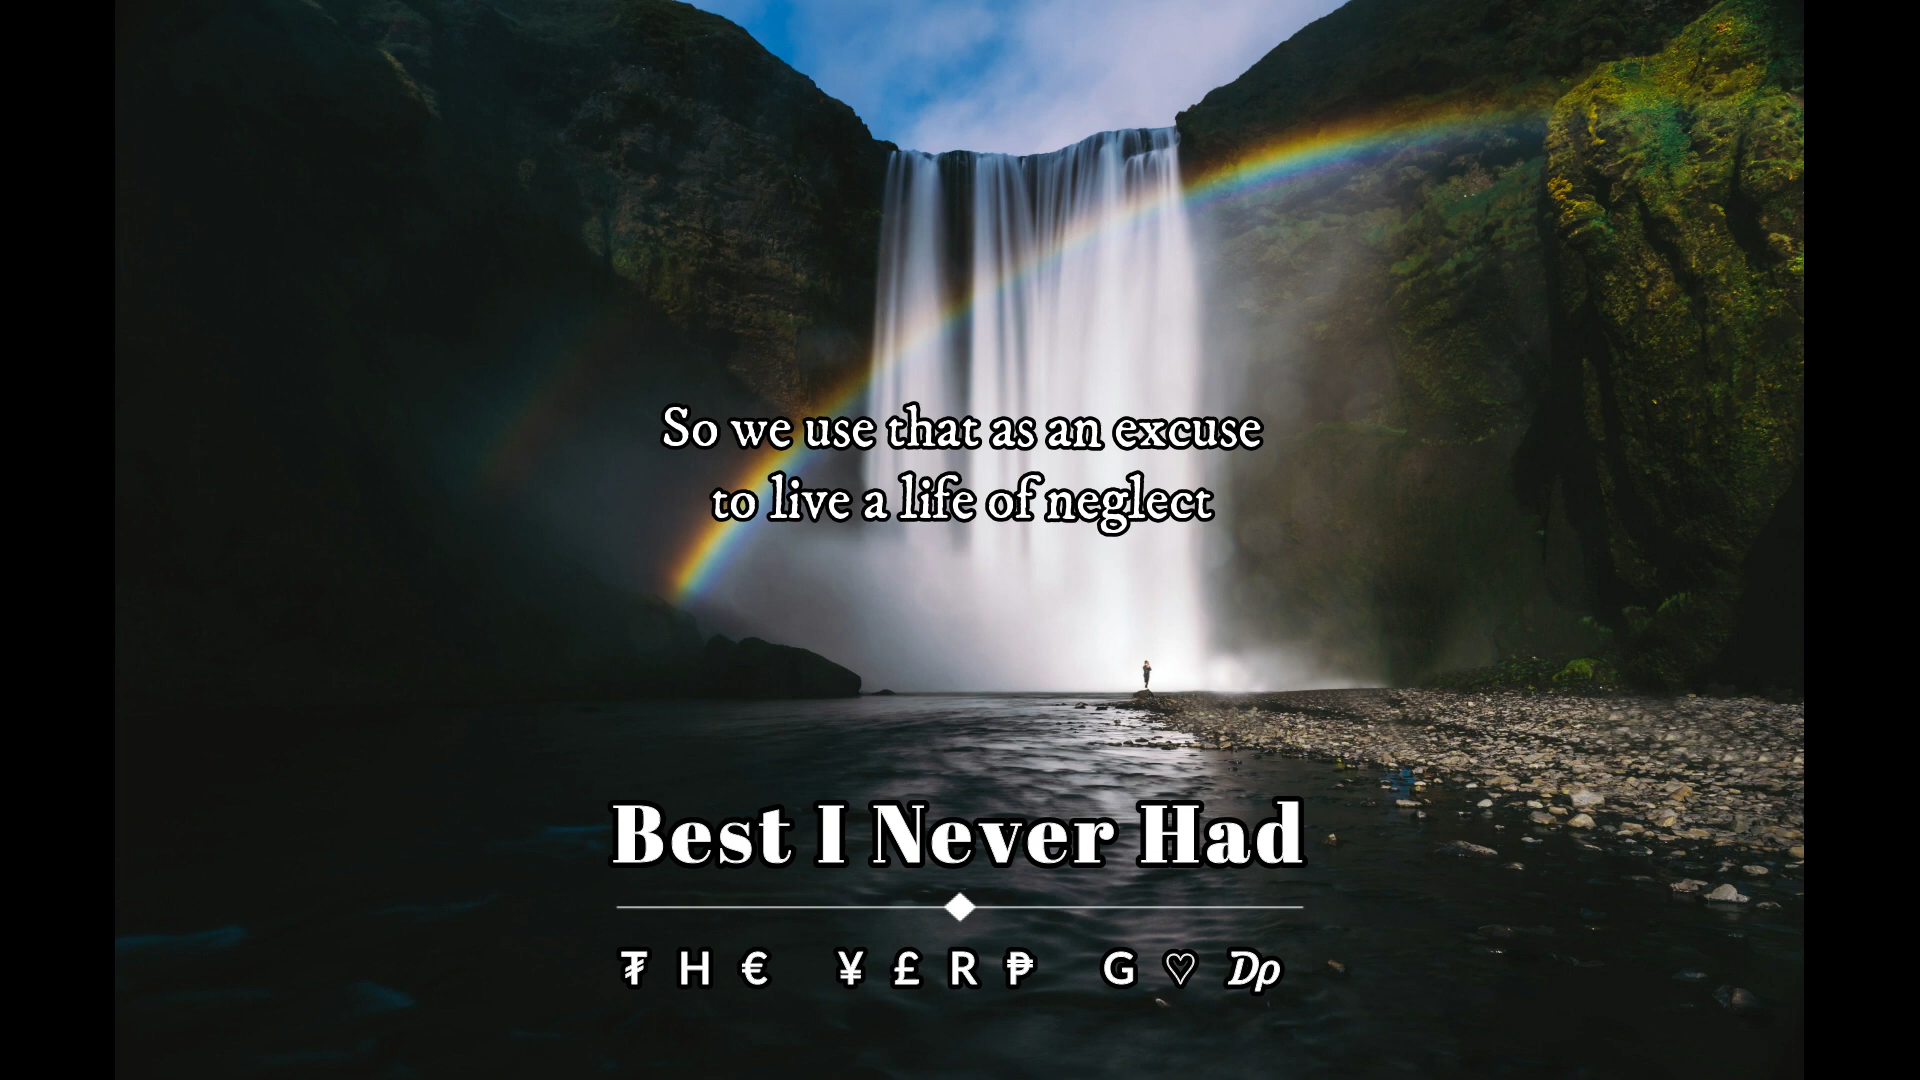 So we use that as an excuse
to live a life of neglect
Best I Never Had
₮ H € ¥ £ R ₱ G ♡ 𝐷ρ